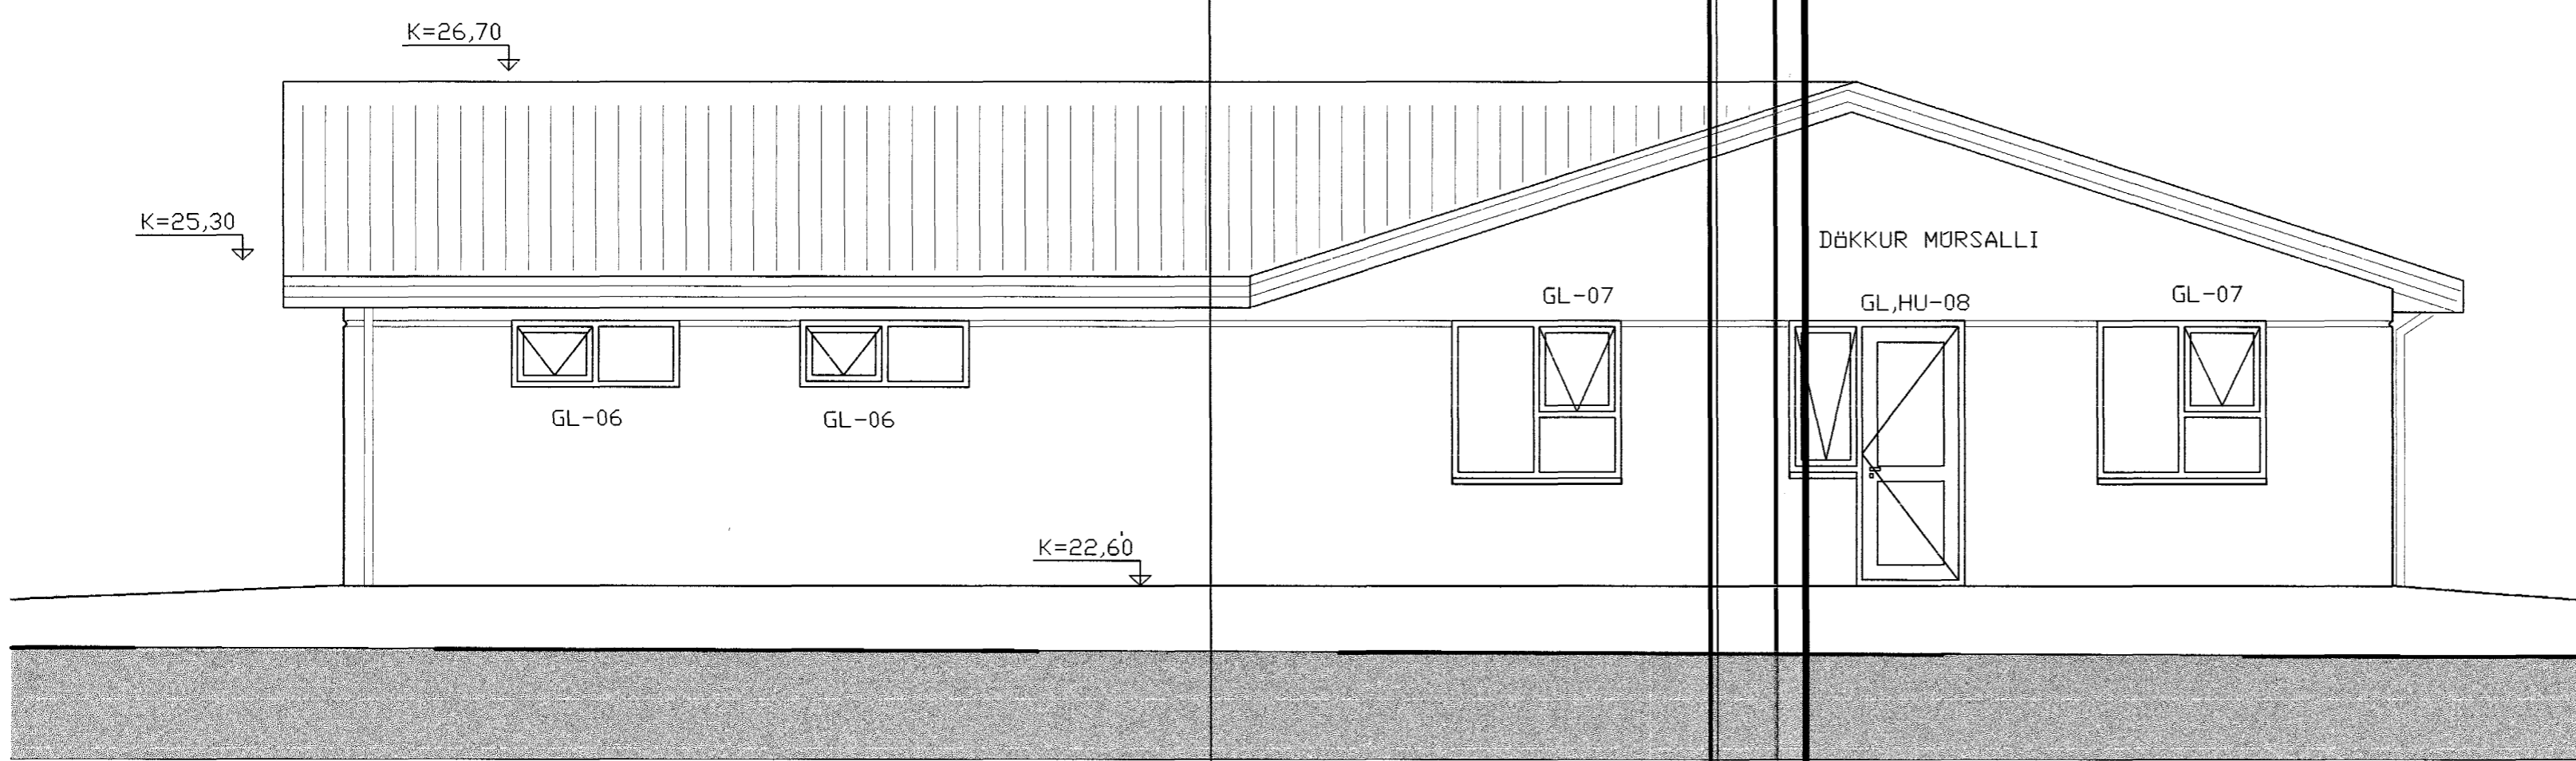 K=26,70
K=25,30
DÖKKUR MÚRSALLI
GL-07
GL,HU-08
GL-07
GL-06
GL-06
K=22,60